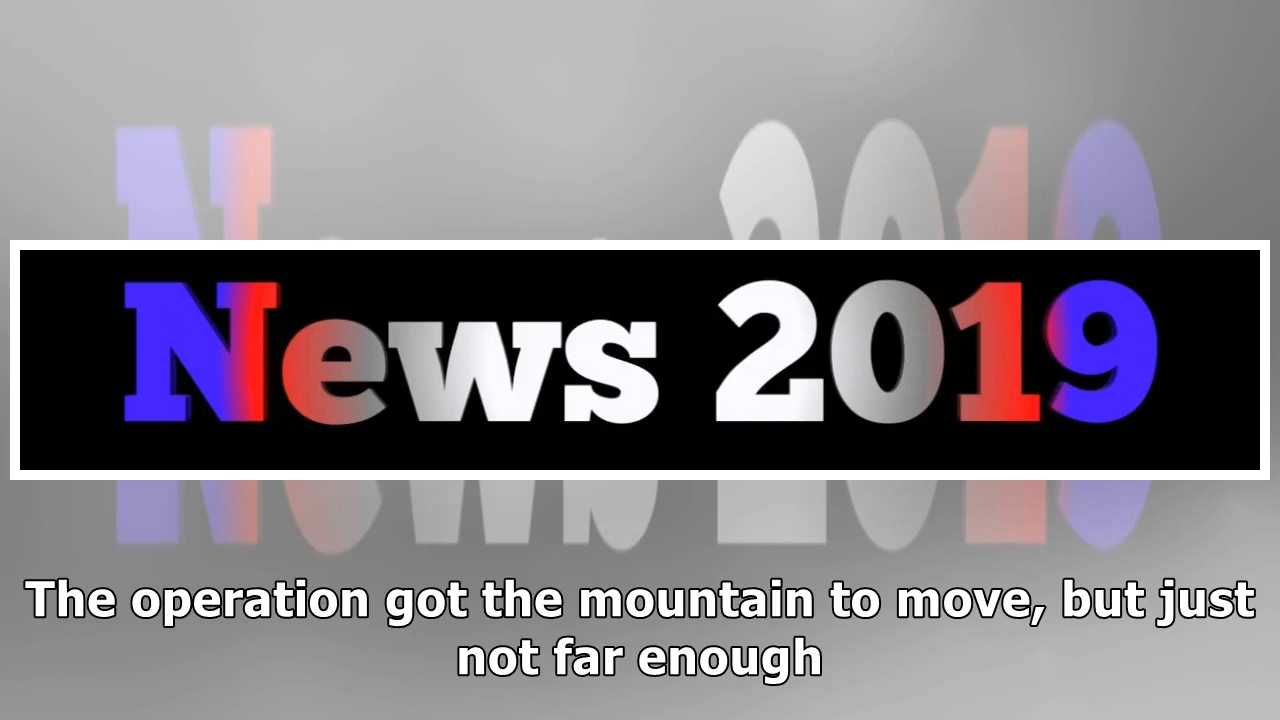 News 2019
The operation got the mountain to move, but just
not far enough